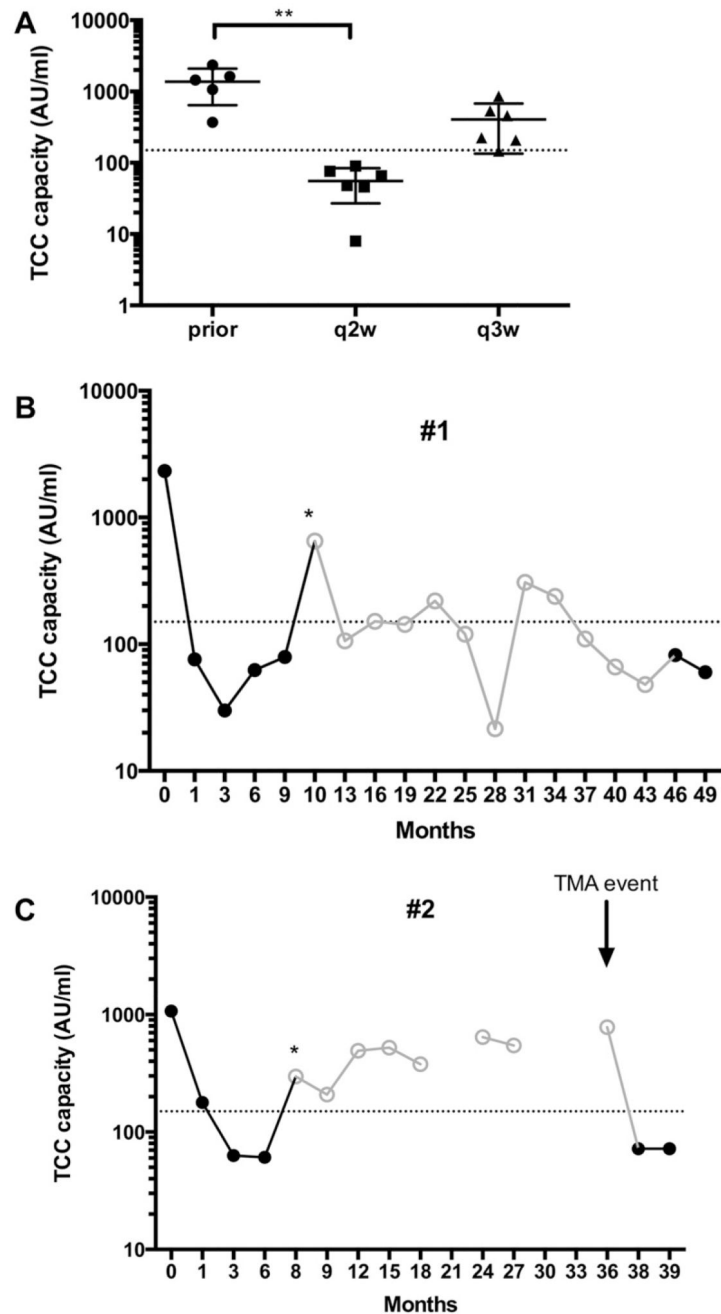 A
TCC capacity (AU/ml)
10000
1000
100
10
1
**
prior q2w q3w
B
#1
TCC capacity (AU/ml)
10000
1000
100
10
*
0 1 3 6 9 10 13 16 19 22 25 28 31 34 37 40 43 46 49
Months
C
#2
TMA event
TCC capacity (AU/ml)
10000
1000
100
10
*
0 1 3 6 8 9 12 15 18 21 24 27 30 33 36 38 39
Months